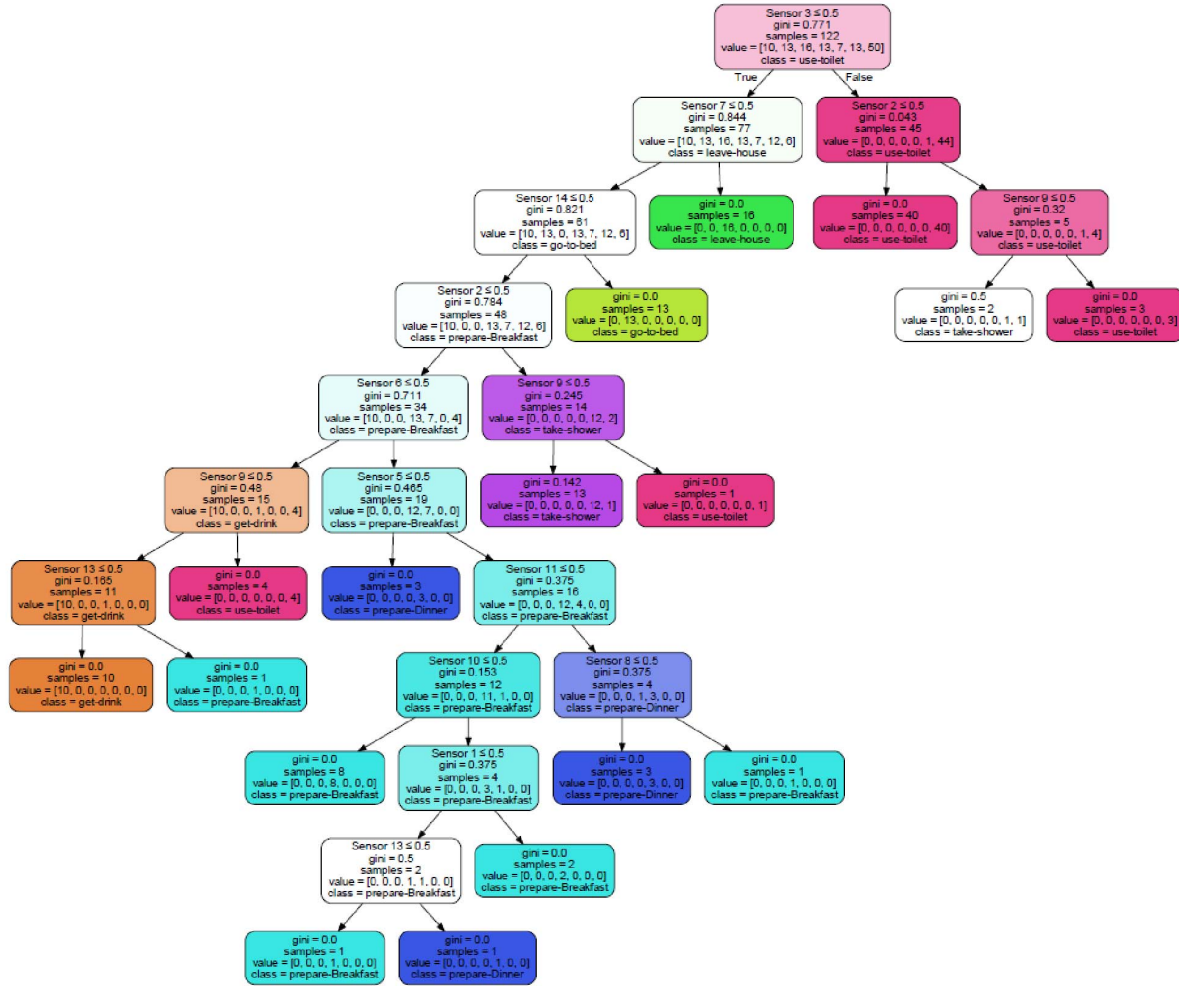 Sensor 3 ≤ 0.5
gini = 0.771
samples = 122
value = [10, 13, 16, 13, 7, 13, 50]
class = use-toilet
True
False
Sensor 7 ≤ 0.5
gini = 0.844
samples = 77
value = [10, 13, 16, 13, 7, 12, 6]
class = leave-house
Sensor 2 ≤ 0.5
gini = 0.043
samples = 45
value = [0, 0, 0, 0, 0, 1, 44]
class = use-toilet
Sensor 14 ≤ 0.5
gini = 0.821
samples = 61
value = [10, 13, 0, 13, 7, 12, 6]
class = go-to-bed
gini = 0.0
samples = 16
value = [0, 0, 16, 0, 0, 0, 0]
class = leave-house
gini = 0.0
samples = 40
value = [0, 0, 0, 0, 0, 0, 40]
class = use-toilet
Sensor 9 ≤ 0.5
gini = 0.32
samples = 5
value = [0, 0, 0, 0, 0, 1, 4]
class = use-toilet
Sensor 2 ≤ 0.5
gini = 0.784
samples = 48
value = [10, 0, 0, 13, 7, 12, 6]
class = prepare-Breakfast
gini = 0.0
samples = 13
value = [0, 13, 0, 0, 0, 0, 0]
class = go-to-bed
gini = 0.5
samples = 2
value = [0, 0, 0, 0, 0, 1, 1]
class = take-shower
gini = 0.0
samples = 3
value = [0, 0, 0, 0, 0, 0, 3]
class = use-toilet
Sensor 6 ≤ 0.5
gini = 0.711
samples = 34
value = [10, 0, 0, 13, 7, 0, 4]
class = prepare-Breakfast
Sensor 9 ≤ 0.5
gini = 0.245
samples = 14
value = [0, 0, 0, 0, 0, 12, 2]
class = take-shower
Sensor 9 ≤ 0.5
gini = 0.48
samples = 15
value = [10, 0, 0, 1, 0, 0, 4]
class = get-drink
Sensor 5 ≤ 0.5
gini = 0.465
samples = 19
value = [0, 0, 0, 12, 7, 0, 0]
class = prepare-Breakfast
gini = 0.142
samples = 13
value = [0, 0, 0, 0, 0, 12, 1]
class = take-shower
gini = 0.0
samples = 1
value = [0, 0, 0, 0, 0, 0, 1]
class = use-toilet
Sensor 13 ≤ 0.5
gini = 0.165
samples = 11
value = [10, 0, 0, 1, 0, 0, 0]
class = get-drink
gini = 0.0
samples = 4
value = [0, 0, 0, 0, 0, 0, 4]
class = use-toilet
gini = 0.0
samples = 3
value = [0, 0, 0, 0, 3, 0, 0]
class = prepare-Dinner
Sensor 11 ≤ 0.5
gini = 0.375
samples = 16
value = [0, 0, 0, 12, 4, 0, 0]
class = prepare-Breakfast
gini = 0.0
samples = 10
value = [10, 0, 0, 0, 0, 0, 0]
class = get-drink
gini = 0.0
samples = 1
value = [0, 0, 0, 1, 0, 0, 0]
class = prepare-Breakfast
Sensor 10 ≤ 0.5
gini = 0.153
samples = 12
value = [0, 0, 0, 11, 1, 0, 0]
class = prepare-Breakfast
Sensor 8 ≤ 0.5
gini = 0.375
samples = 4
value = [0, 0, 0, 1, 3, 0, 0]
class = prepare-Dinner
gini = 0.0
samples = 8
value = [0, 0, 0, 8, 0, 0, 0]
class = prepare-Breakfast
Sensor 1 ≤ 0.5
gini = 0.375
samples = 4
value = [0, 0, 0, 3, 1, 0, 0]
class = prepare-Breakfast
gini = 0.0
samples = 3
value = [0, 0, 0, 0, 3, 0, 0]
class = prepare-Dinner
gini = 0.0
samples = 1
value = [0, 0, 0, 1, 0, 0, 0]
class = prepare-Breakfast
Sensor 13 ≤ 0.5
gini = 0.5
samples = 2
value = [0, 0, 0, 1, 1, 0, 0]
class = prepare-Breakfast
gini = 0.0
samples = 2
value = [0, 0, 0, 2, 0, 0, 0]
class = prepare-Breakfast
gini = 0.0
samples = 1
value = [0, 0, 0, 1, 0, 0, 0]
class = prepare-Breakfast
gini = 0.0
samples = 1
value = [0, 0, 0, 0, 1, 0, 0]
class = prepare-Dinner